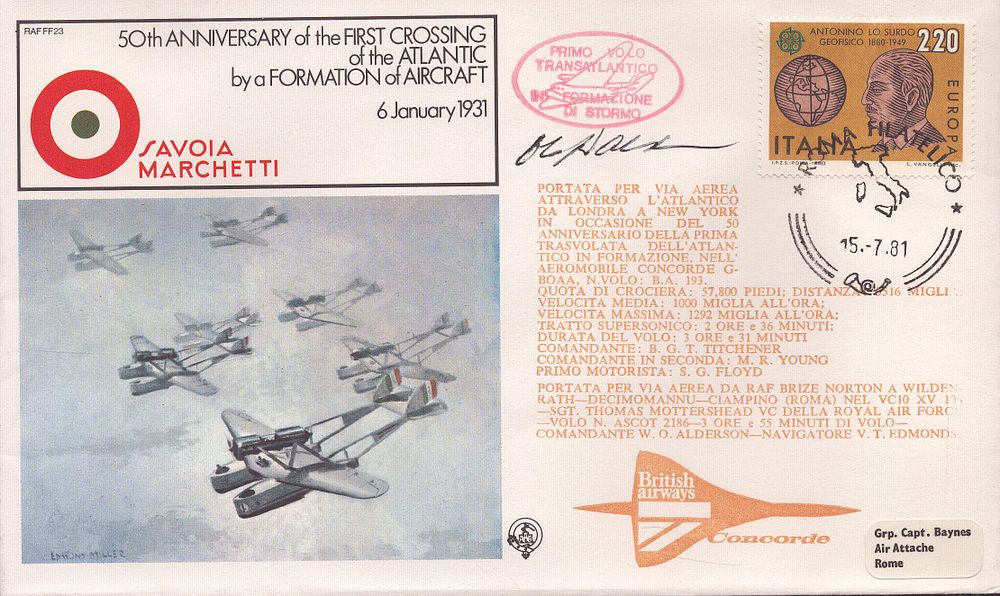 RAF FF23
50th ANNIVERSARY of the FIRST CROSSING
of the ATLANTIC
by a FORMATION of AIRCRAFT
6 January 1931
SAVOIA
MARCHETTI
PRIMO VOLO
TRANSATLANTICO
IN FORMAZIONE
DI STORMO
ANTONINO LO SURDO
GEOFISICO 1880-1949
220
EUROPA
ITALIA
I.P.Z.S.-ROMA-1980
L. VANGEL
FILATELICO
15.-7.81
PORTATA PER VIA AEREA
ATTRAVERSO L'ATLANTICO
DA LONDRA A NEW YORK
IN OCCASIONE DEL 50
ANNIVERSARIO DELLA PRIMA
TRASVOLATA DELL'ATLAN-
TICO IN FORMAZIONE, NELL'
AEROMOBILE CONCORDE G-
BOAA, N.VOLO: B.A. 193.
QUOTA DI CROCIERA: 57,800 PIEDI; DISTANZA: 3516 MIGLI
VELOCITA MEDIA: 1000 MIGLIA ALL'ORA;
VELOCITA MASSIMA: 1292 MIGLIA ALL'ORA;
TRATTO SUPERSONICO: 2 ORE e 36 MINUTI;
DURATA DEL VOLO: 3 ORE e 31 MINUTI
COMANDANTE: B. G. T. TITCHENER
COMANDANTE IN SECONDA: M. R. YOUNG
PRIMO MOTORISTA: S. G. FLOYD
PORTATA PER VIA AEREA DA RAF BRIZE NORTON A WILDEN-
RATH—DECIMOMANNU—CIAMPINO (ROMA) NEL VC10 XV
—SGT. THOMAS MOTTERSHEAD VC DELLA ROYAL AIR FORC
—VOLO N. ASCOT 2186—3 ORE e 55 MINUTI DI VOLO—
COMANDANTE W. O. ALDERSON—NAVIGATORE V. T. EDMONDS
British
airways
Concorde
EDMUND MILLER
Grp. Capt. Baynes
Air Attache
Rome